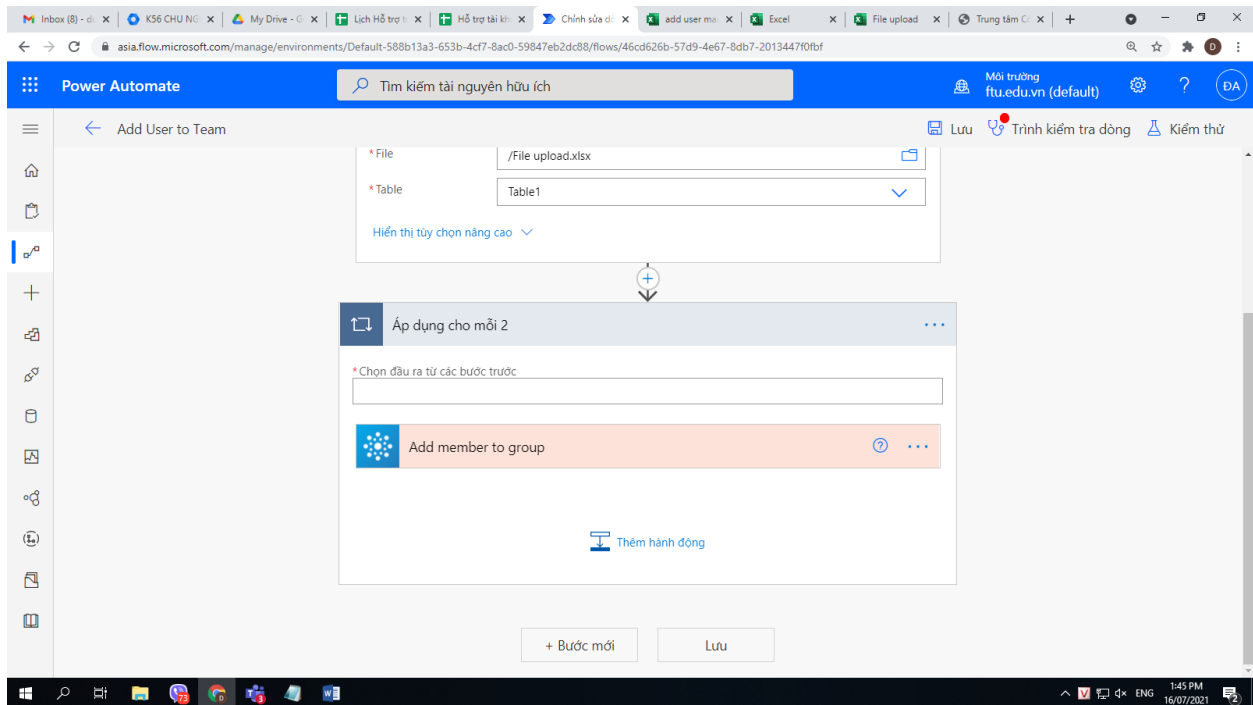 Inbox (8) - du
K56 CHU NG
My Drive - G
Lịch Hỗ trợ t
Hỗ trợ tài kh
Chỉnh sửa dò
add user ma
Excel
File upload
Trung tâm C
asia.flow.microsoft.com/manage/environments/Default-588b13a3-653b-4cf7-8ac0-59847eb2dc88/flows/46cd626b-57d9-4e67-8db7-2013447f0fbf
D
Power Automate
Tìm kiếm tài nguyên hữu ích
Môi trường
ftu.edu.vn (default)
?
ĐA
Add User to Team
Lưu
Trình kiểm tra dòng
Kiểm thử
* File
/File upload.xlsx
* Table
Table1
Hiển thị tùy chọn nâng cao
Áp dụng cho mỗi 2
* Chọn đầu ra từ các bước trước
Add member to group
Thêm hành động
+ Bước mới
Lưu
73
3
ENG
1:45 PM
16/07/2021
2